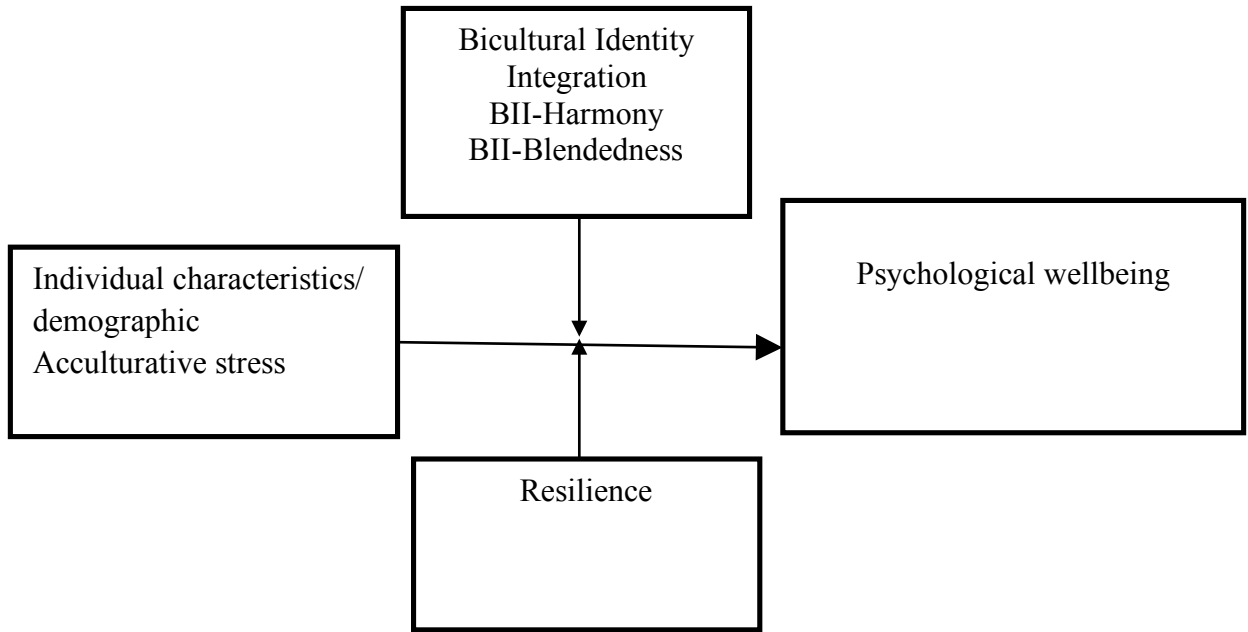 Bicultural Identity
Integration
BII-Harmony
BII-Blendedness
Individual characteristics/
demographic
Acculturative stress
Psychological wellbeing
Resilience